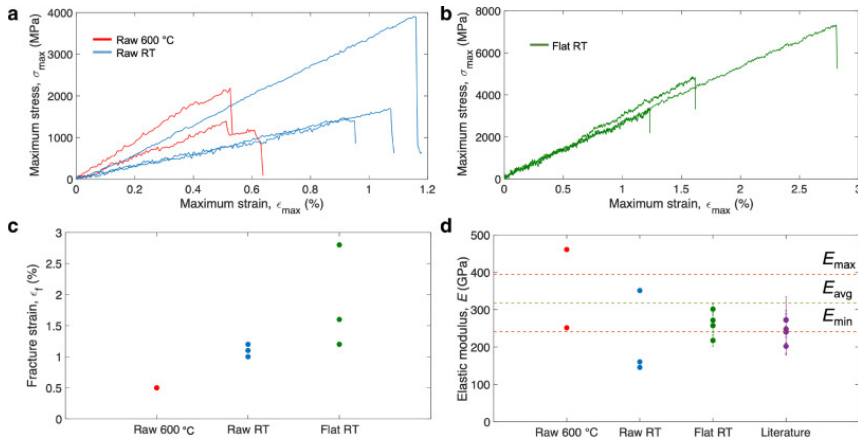 a
Maximum stress, σmax (MPa)
4000
3000
2000
1000
0
Raw 600 °C
Raw RT
0 0.2 0.4 0.6 0.8 1 1.2
Maximum strain, ϵmax (%)
b
Maximum stress, σmax (MPa)
8000
6000
4000
2000
0
Flat RT
0 0.5 1 1.5 2 2.5
Maximum strain, ϵmax (%)
c
Fracture strain, ϵf (%)
3
2.5
2
1.5
1
0.5
0
Raw 600 °C Raw RT Flat RT
d
Elastic modulus, E (GPa)
500
400
300
200
100
0
Emax
Eavg
Emin
Raw 600 °C Raw RT Flat RT Literature